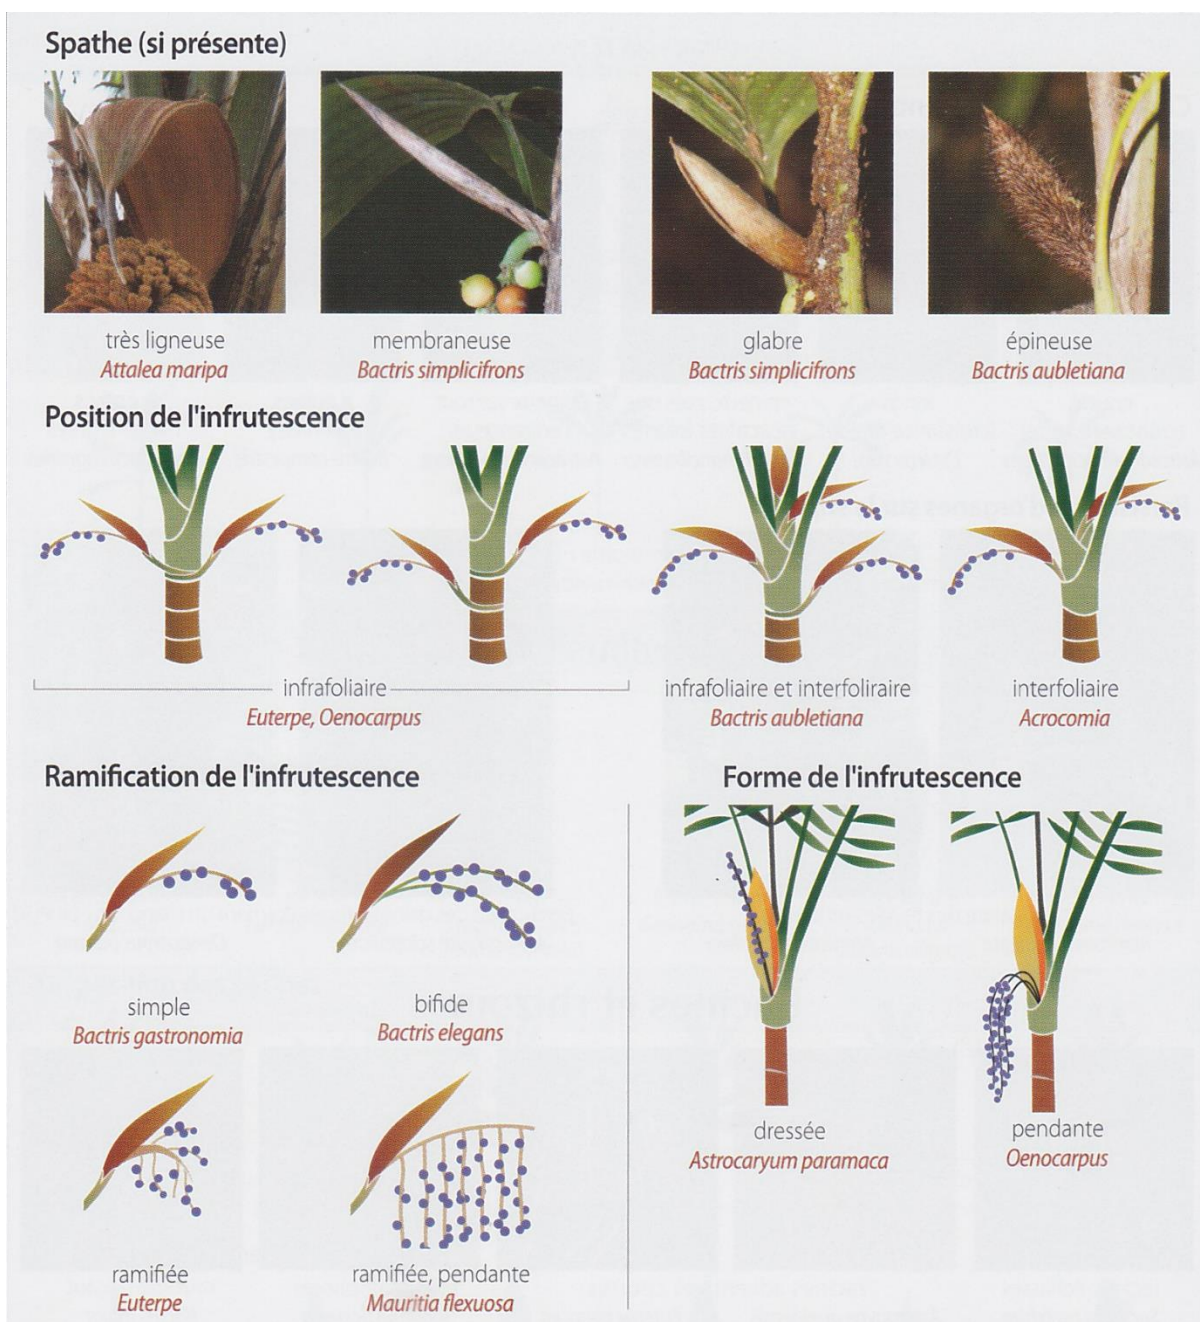 Spathe (si présente)
très ligneuse
Attalea maripa
membraneuse
Bactris simplicifrons
glabre
Bactris simplicifrons
épineuse
Bactris aubletiana
Position de l'infrutescence
infrafoliaire
Euterpe, Oenocarpus
infrafoliaire et interfoliraire
Bactris aubletiana
interfoliaire
Acrocomia
Ramification de l'infrutescence
simple
Bactris gastronomia
bifide
Bactris elegans
ramifiée
Euterpe
ramifiée, pendante
Mauritia flexuosa
Forme de l'infrutescence
dressée
Astrocaryum paramaca
pendante
Oenocarpus